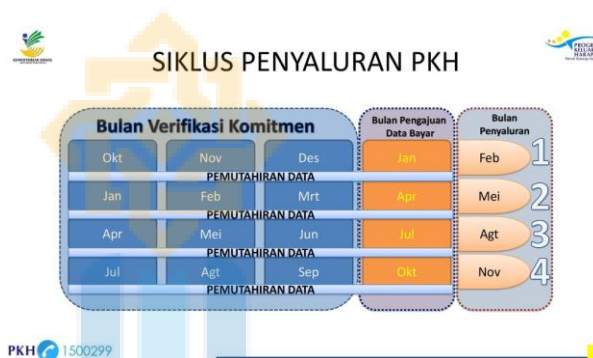 KEMENTERIAN SOSIAL
SIKLUS PENYALURAN PKH
Bulan Verifikasi Komitmen
Bulan Pengajuan
Data Bayar
Bulan
Penyaluran
Okt Nov Des Jan Feb 1
PEMUTAHIRAN DATA
Jan Feb Mrt Apr Mei 2
PEMUTAHIRAN DATA
Apr Mei Jun Jul Agt 3
PEMUTAHIRAN DATA
Jul Agt Sep Okt Nov 4
PEMUTAHIRAN DATA
PKH 1500299